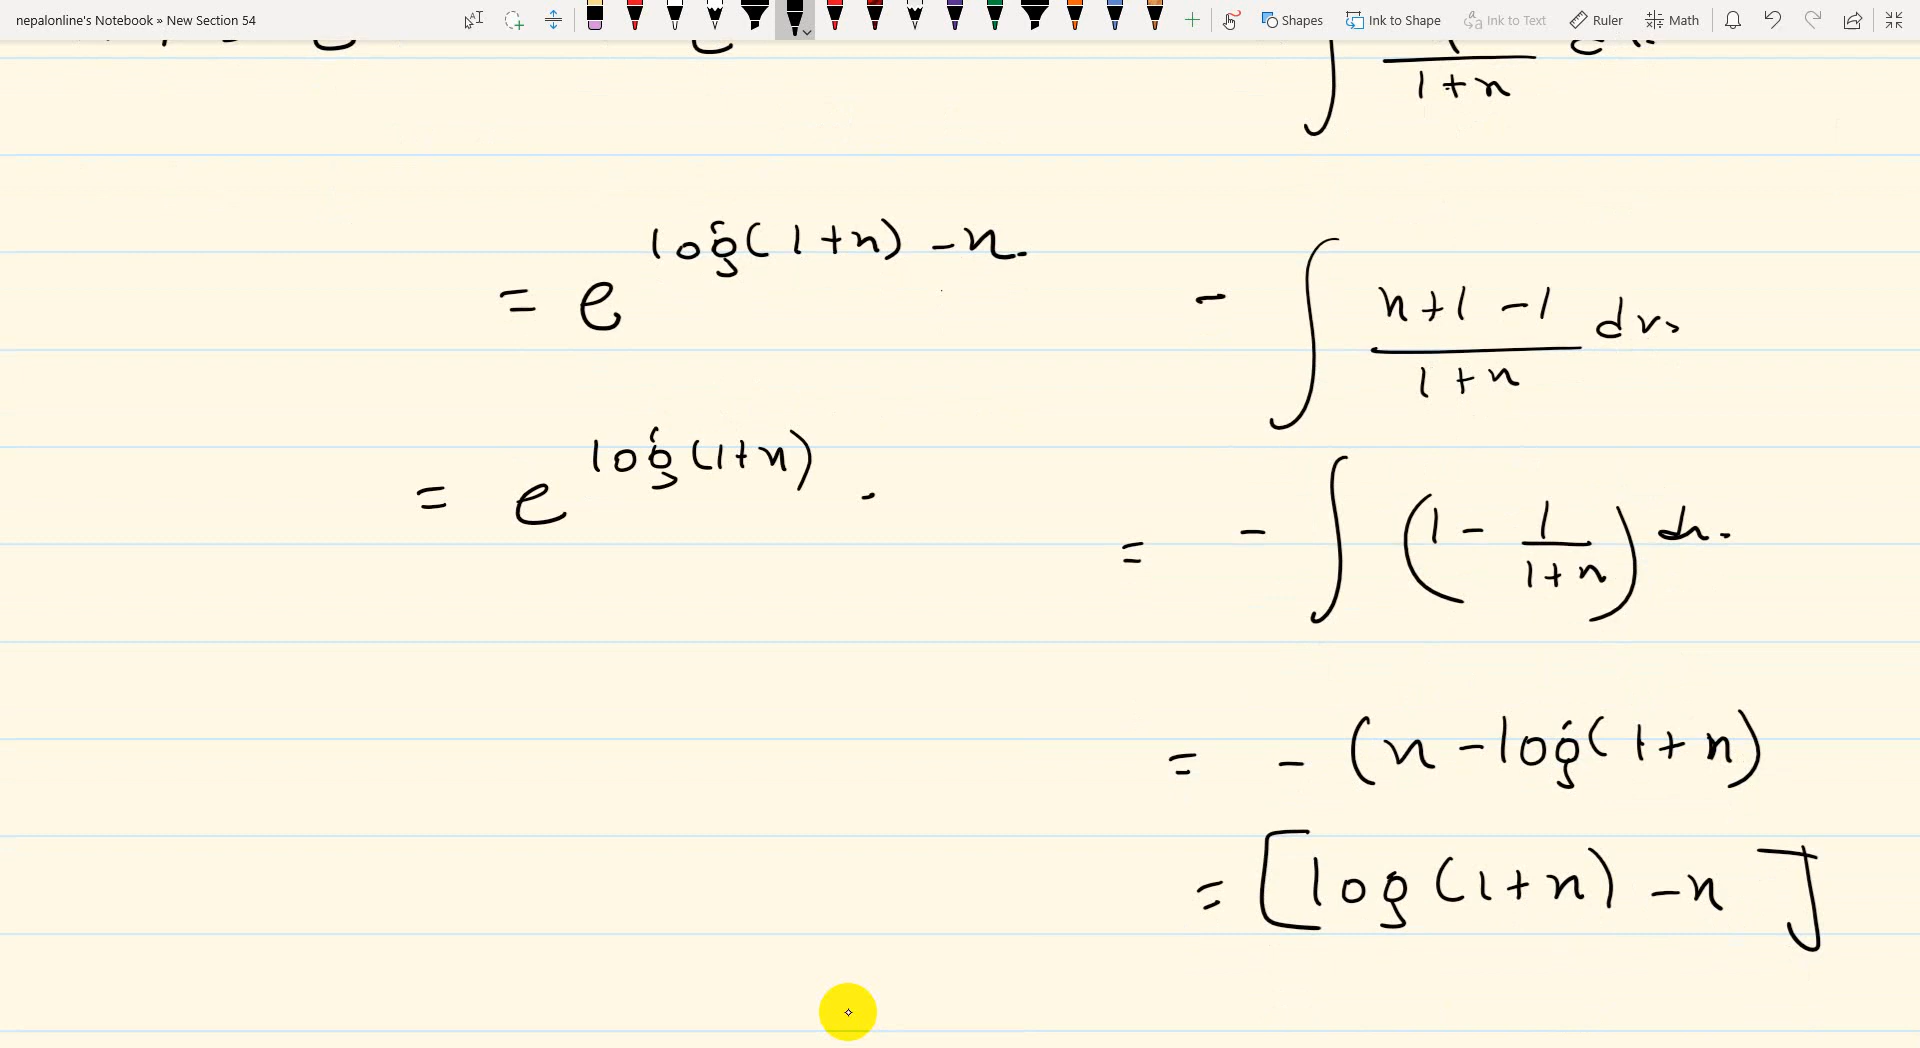 nepalonline's Notebook » New Section 54
Shapes Ink to Shape Ink to Text Ruler Math
1+x
= e^{log(1+x) -x}
- ∫ (x+1 -1)/(1+x) dx
= e^{log(1+x)} .
= - ∫ (1 - 1/(1+x)) dx.
= - (x -log(1+x)
= [log(1+x) -x]